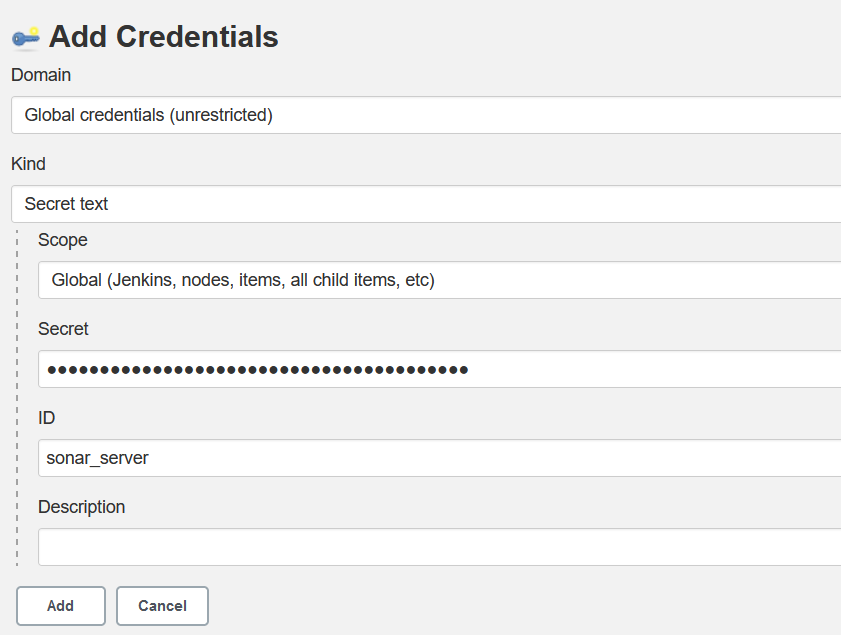 Add Credentials
Domain
Global credentials (unrestricted)
Kind
Secret text
Scope
Global (Jenkins, nodes, items, all child items, etc)
Secret
••••••••••••••••••••••••••••••••••••••••
ID
sonar_server
Description
Add Cancel